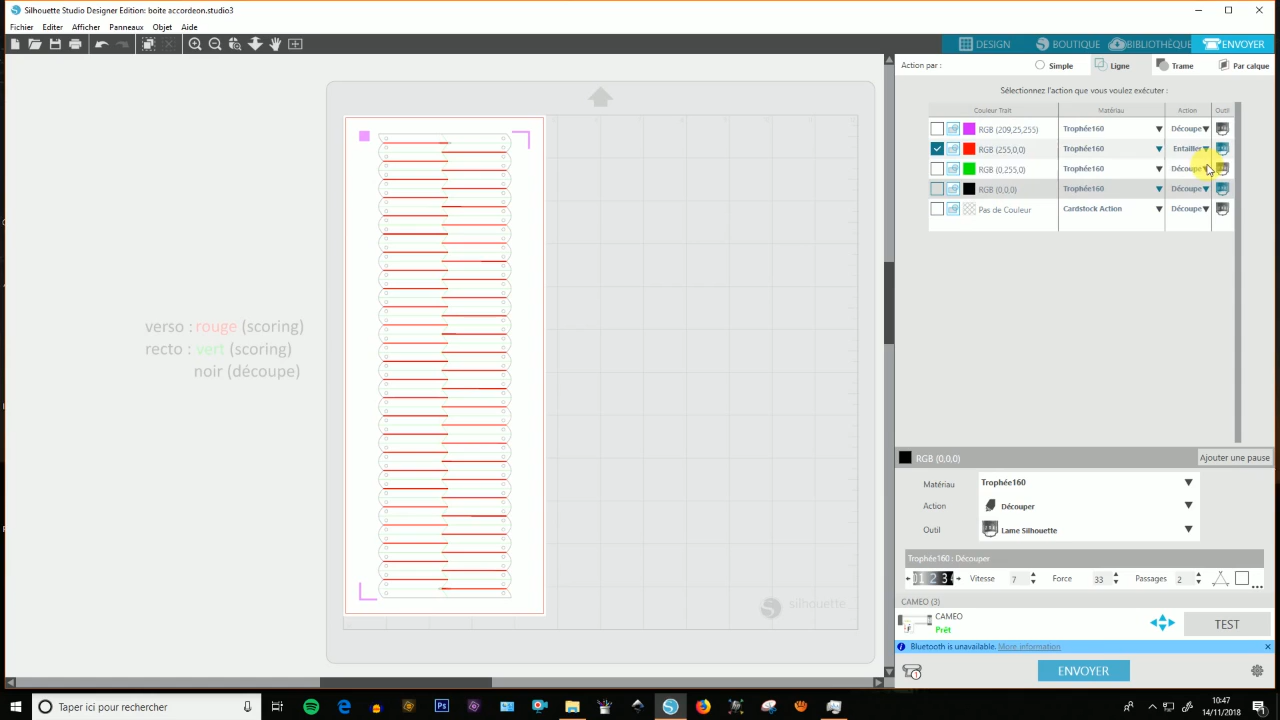 Silhouette Studio Designer Edition: boite accordeon.studio3
Fichier Editer Afficher Panneaux Objet Aide
DESIGN BOUTIQUE BIBLIOTHÈQUE ENVOYER
Action par : Simple Ligne Trame Par calque
Sélectionnez l'action que vous voulez exécuter :
Couleur Trait Matériau Action Outil
RGB (209,25,255) Trophée160 Découpe
RGB (255,0,0) Trophée160 Entailler
RGB (0,255,0) Trophée160 Découpe
RGB (0,0,0) Trophée160 Découpe
Pas de Couleur Cardstock Action Découpe
verso : rouge (scoring)
recto : vert (scoring)
noir (découpe)
silhouette
RGB (0,0,0) Ajouter une pause
Matériau Trophée160
Action Découper
Outil Lame Silhouette
Trophée160 : Découper
Vitesse 7 Force 33 Passages 2
CAMEO (3)
CAMEO
Prêt
TEST
Bluetooth is unavailable. More information
ENVOYER
Taper ici pour rechercher
10:47
14/11/2018